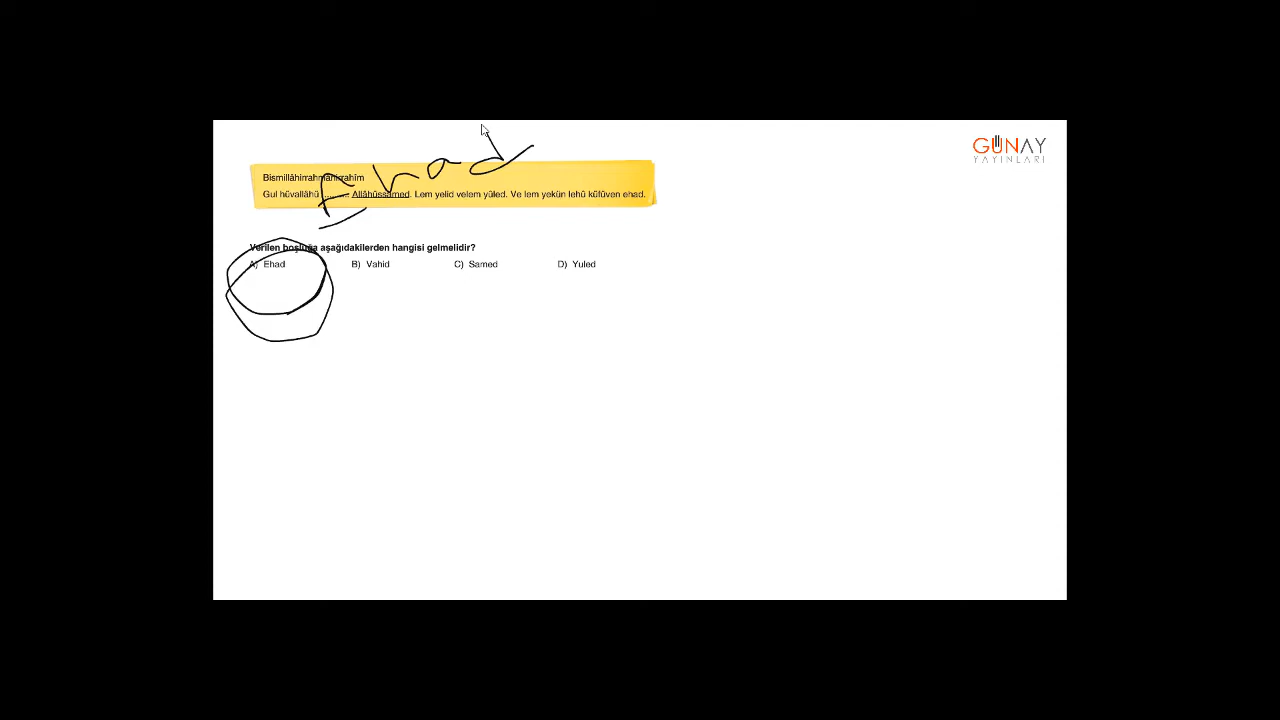 GÜNAY
YAYINLARI
Ehad
Bismillâhirrahmânirrahîm
Gul hüvallâhü .......... Allâhüssamed. Lem yelid velem yüled. Ve lem yekün lehû küfüven ehad.
Verilen boşluğa aşağıdakilerden hangisi gelmelidir?
A) Ehad B) Vahid C) Samed D) Yuled